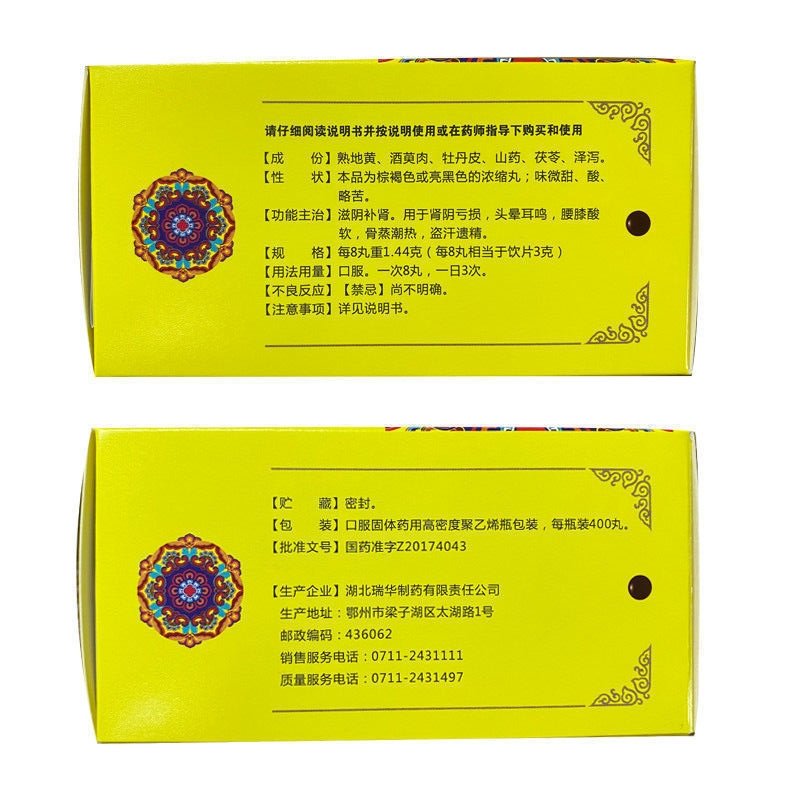 请仔细阅读说明书并按说明使用或在药师指导下购买和使用
【成　份】熟地黄、酒萸肉、牡丹皮、山药、茯苓、泽泻。
【性　状】本品为棕褐色或亮黑色的浓缩丸；味微甜、酸、
略苦。
【功能主治】滋阴补肾。用于肾阴亏损，头晕耳鸣，腰膝酸
软，骨蒸潮热，盗汗遗精。
【规　格】每8丸重1.44克（每8丸相当于饮片3克）
【用法用量】口服。一次8丸，一日3次。
【不良反应】【禁忌】尚不明确。
【注意事项】详见说明书。
【贮　藏】密封。
【包　装】口服固体药用高密度聚乙烯瓶包装，每瓶装400丸。
【批准文号】国药准字Z20174043
【生产企业】湖北瑞华制药有限责任公司
生产地址：鄂州市梁子湖区太湖路1号
邮政编码：436062
销售服务电话：0711-2431111
质量服务电话：0711-2431497